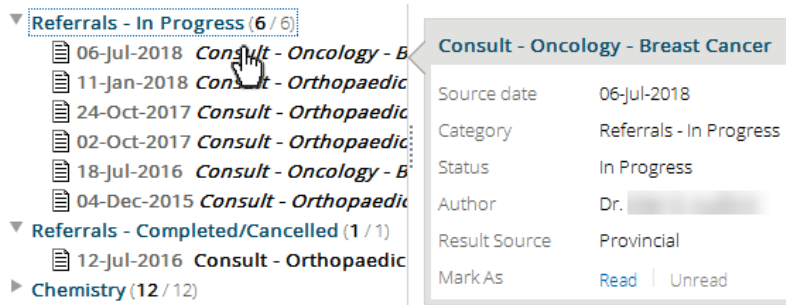 Referrals - In Progress (6 / 6)
06-Jul-2018 Consult - Oncology - B
11-Jan-2018 Consult - Orthopaedic
24-Oct-2017 Consult - Orthopaedic
02-Oct-2017 Consult - Orthopaedic
18-Jul-2016 Consult - Oncology - B
04-Dec-2015 Consult - Orthopaedic
Referrals - Completed/Cancelled (1 / 1)
12-Jul-2016 Consult - Orthopaedic
Chemistry (12 / 12)
Consult - Oncology - Breast Cancer
Source date 06-Jul-2018
Category Referrals - In Progress
Status In Progress
Author Dr.
Result Source Provincial
Mark As Read Unread